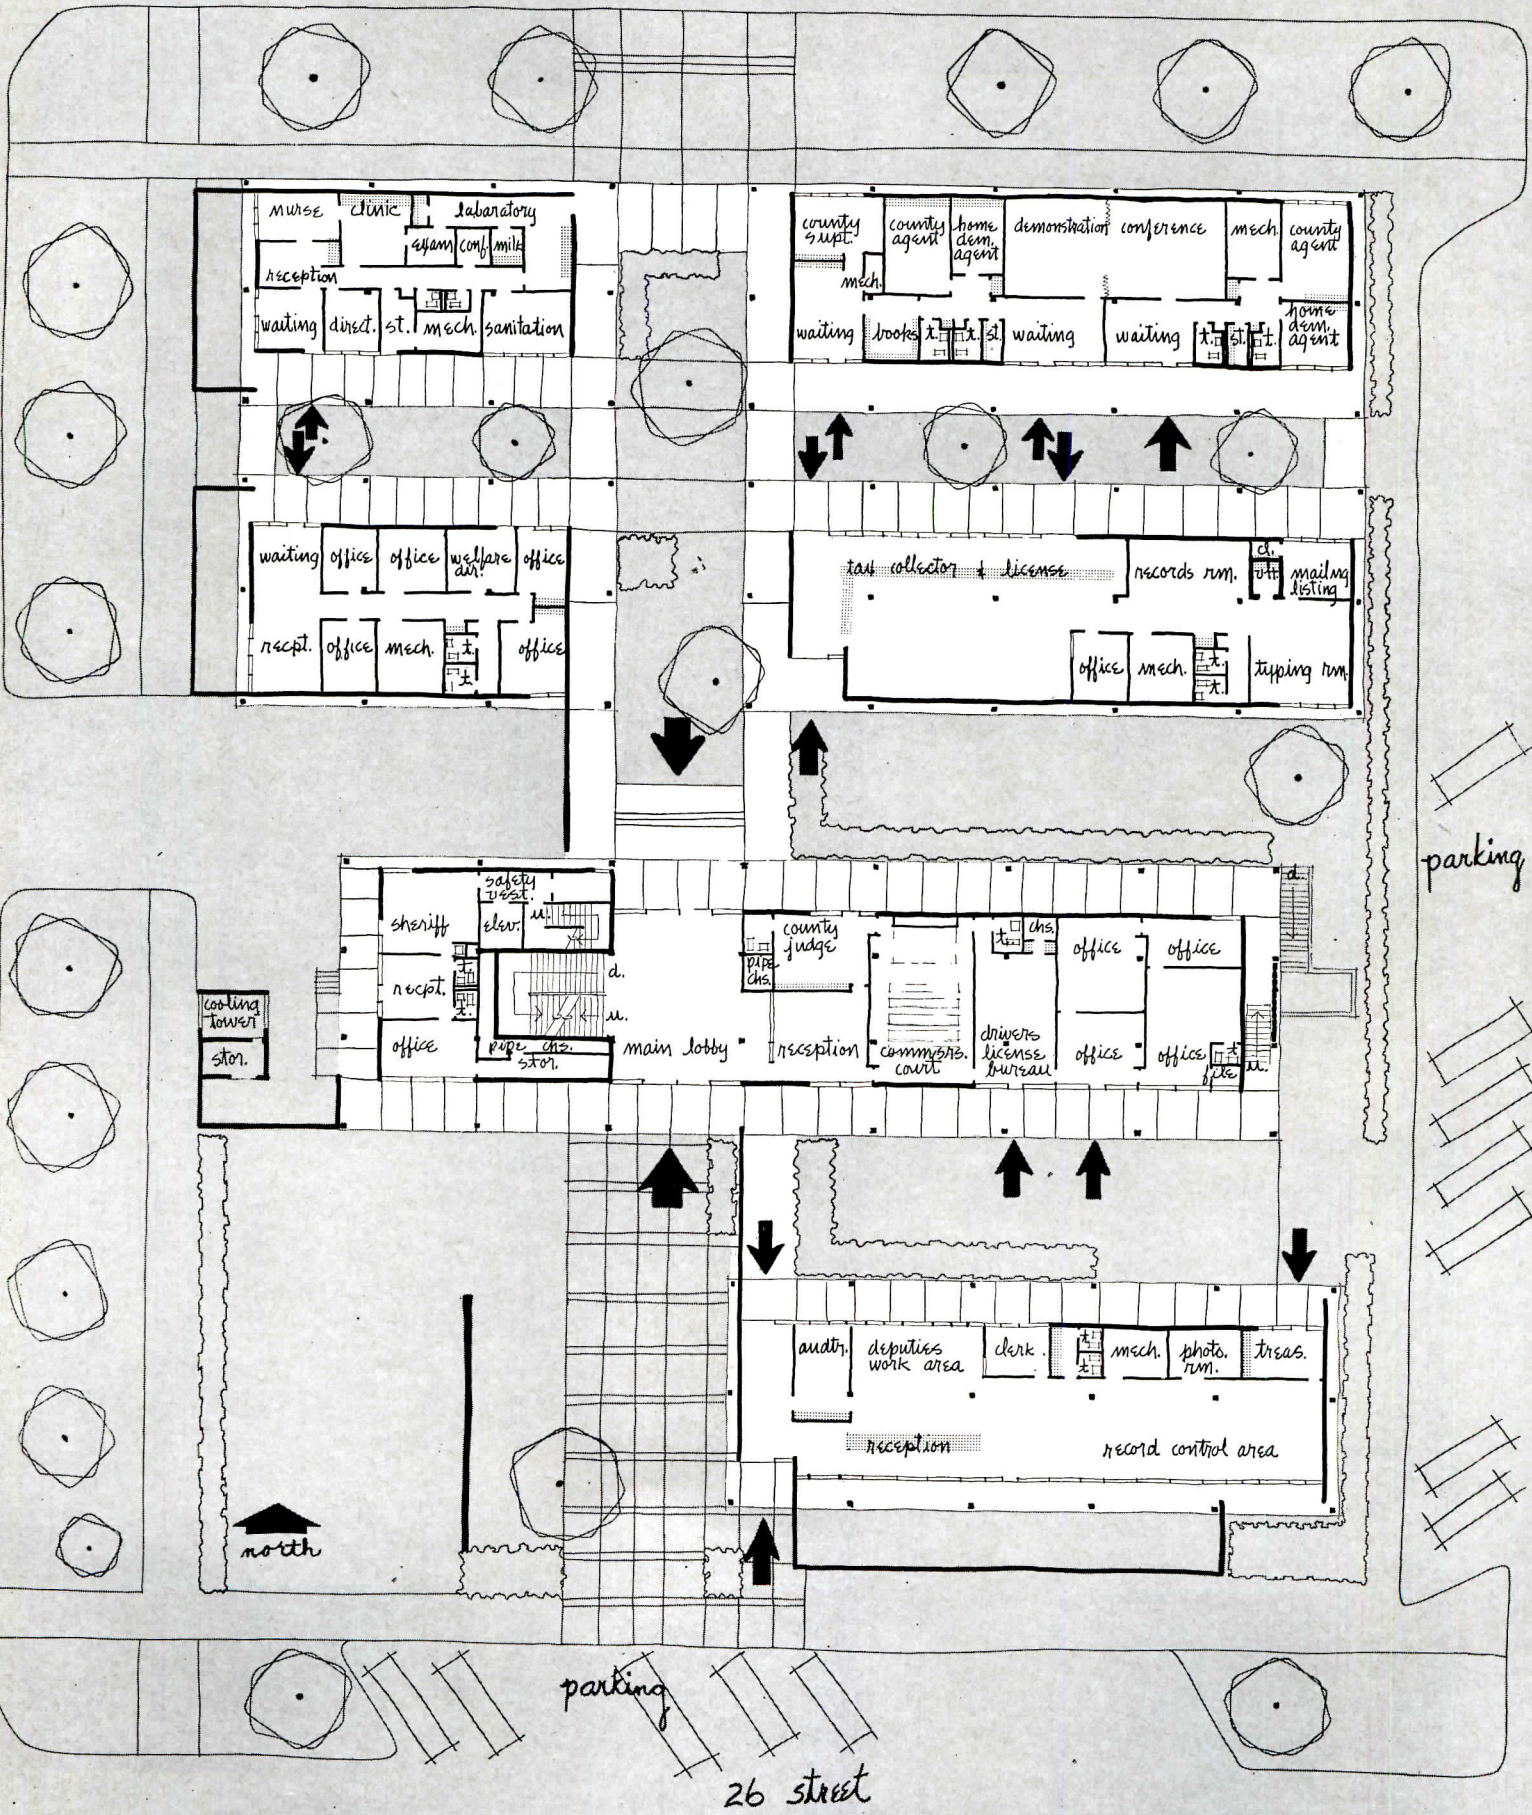 nurse
clinic
labaratory
exam
conf.
milk
reception
waiting
direct.
st.
mech.
sanitation
county
supt.
county
agent
home
dem.
agent
demonstration
conference
mech.
county
agent
mech.
waiting
books
t.
t.
st.
waiting
waiting
t.
st.
t.
home
dem.
agent
waiting
office
office
welfare
dir.
office
recpt.
office
mech.
t.
t.
office
tax collector & license
records rm.
cl.
vlt.
mailing
listing
office
mech.
t.
t.
typing rm.
parking
safety
vest.
sheriff
elev.
u.
d.
recpt.
t.
t.
u.
office
pipe chs.
stor.
main lobby
county
judge
pipe
chs.
reception
commsrs.
court
t.
chs.
drivers
license
bureau
office
office
office
office
t.
file
u.
d.
cooling
tower
stor.
audtr.
deputies
work area
clerk.
t.
t.
mech.
photo.
rm.
treas.
reception
record control area
north
parking
26 street